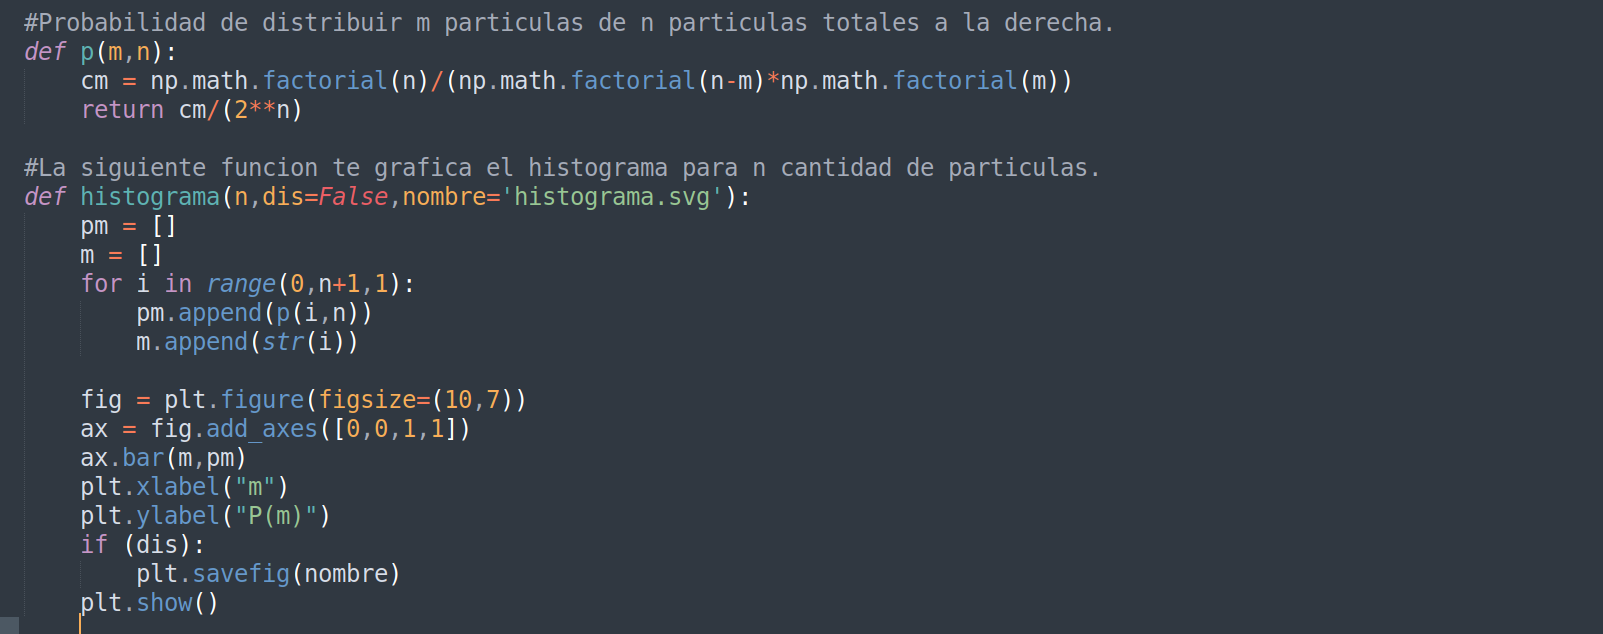 #Probabilidad de distribuir m particulas de n particulas totales a la derecha.
def p(m,n):
    cm = np.math.factorial(n)/(np.math.factorial(n-m)*np.math.factorial(m))
    return cm/(2**n)

#La siguiente funcion te grafica el histograma para n cantidad de particulas.
def histograma(n,dis=False,nombre='histograma.svg'):
    pm = []
    m = []
    for i in range(0,n+1,1):
        pm.append(p(i,n))
        m.append(str(i))

    fig = plt.figure(figsize=(10,7))
    ax = fig.add_axes([0,0,1,1])
    ax.bar(m,pm)
    plt.xlabel("m")
    plt.ylabel("P(m)")
    if (dis):
        plt.savefig(nombre)
    plt.show()